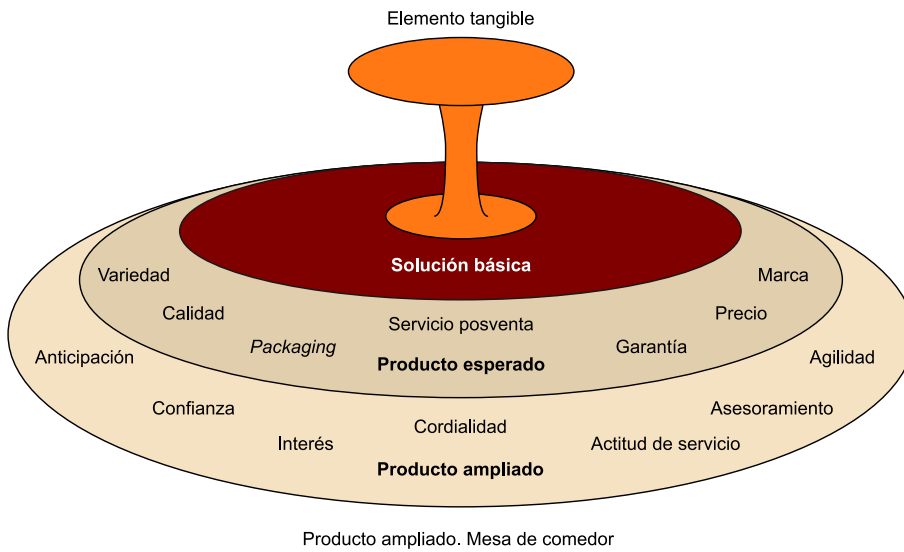 Elemento tangible
Solución básica
Variedad
Marca
Calidad
Precio
Servicio posventa
Packaging
Garantía
Producto esperado
Anticipación
Agilidad
Confianza
Asesoramiento
Cordialidad
Interés
Actitud de servicio
Producto ampliado
Producto ampliado. Mesa de comedor